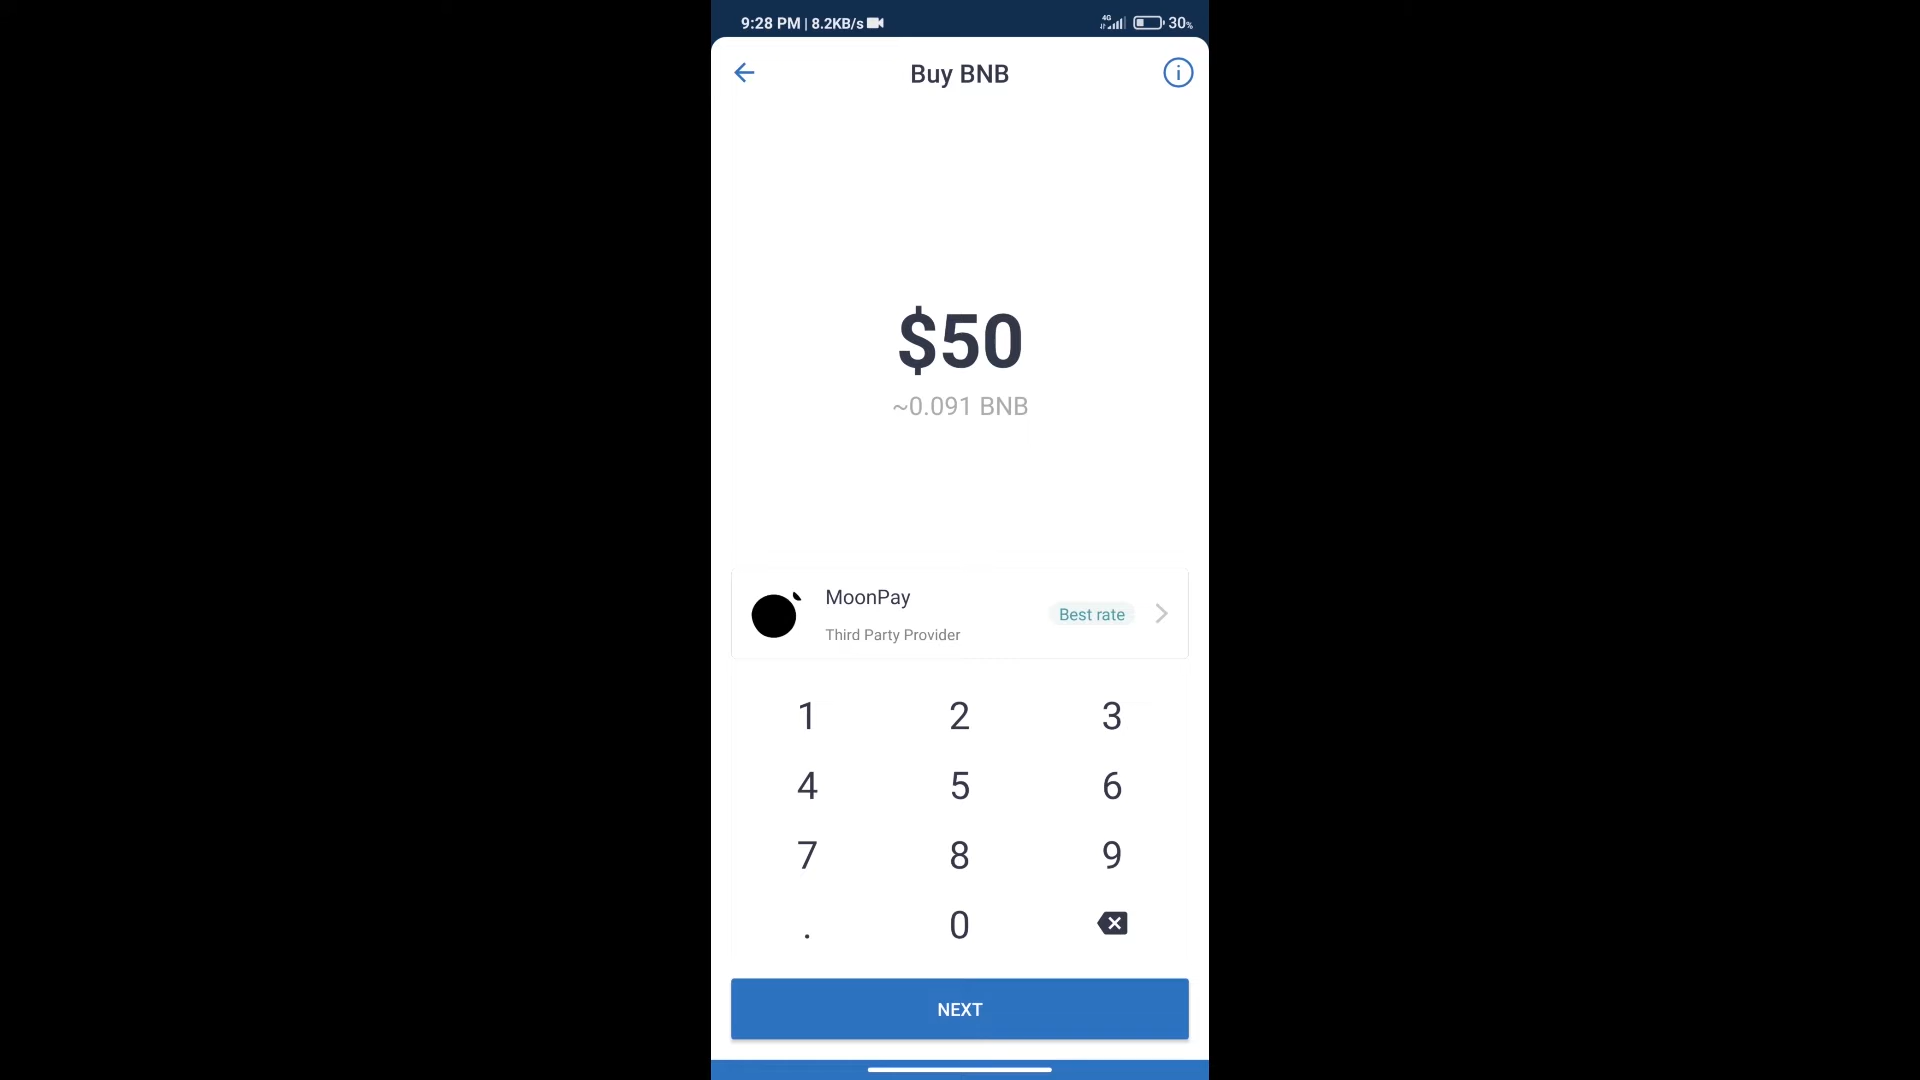 9:28 PM | 8.2KB/s 4G 30%
Buy BNB
$50
~0.091 BNB
MoonPay
Best rate
Third Party Provider
1 2 3
4 5 6
7 8 9
. 0
NEXT